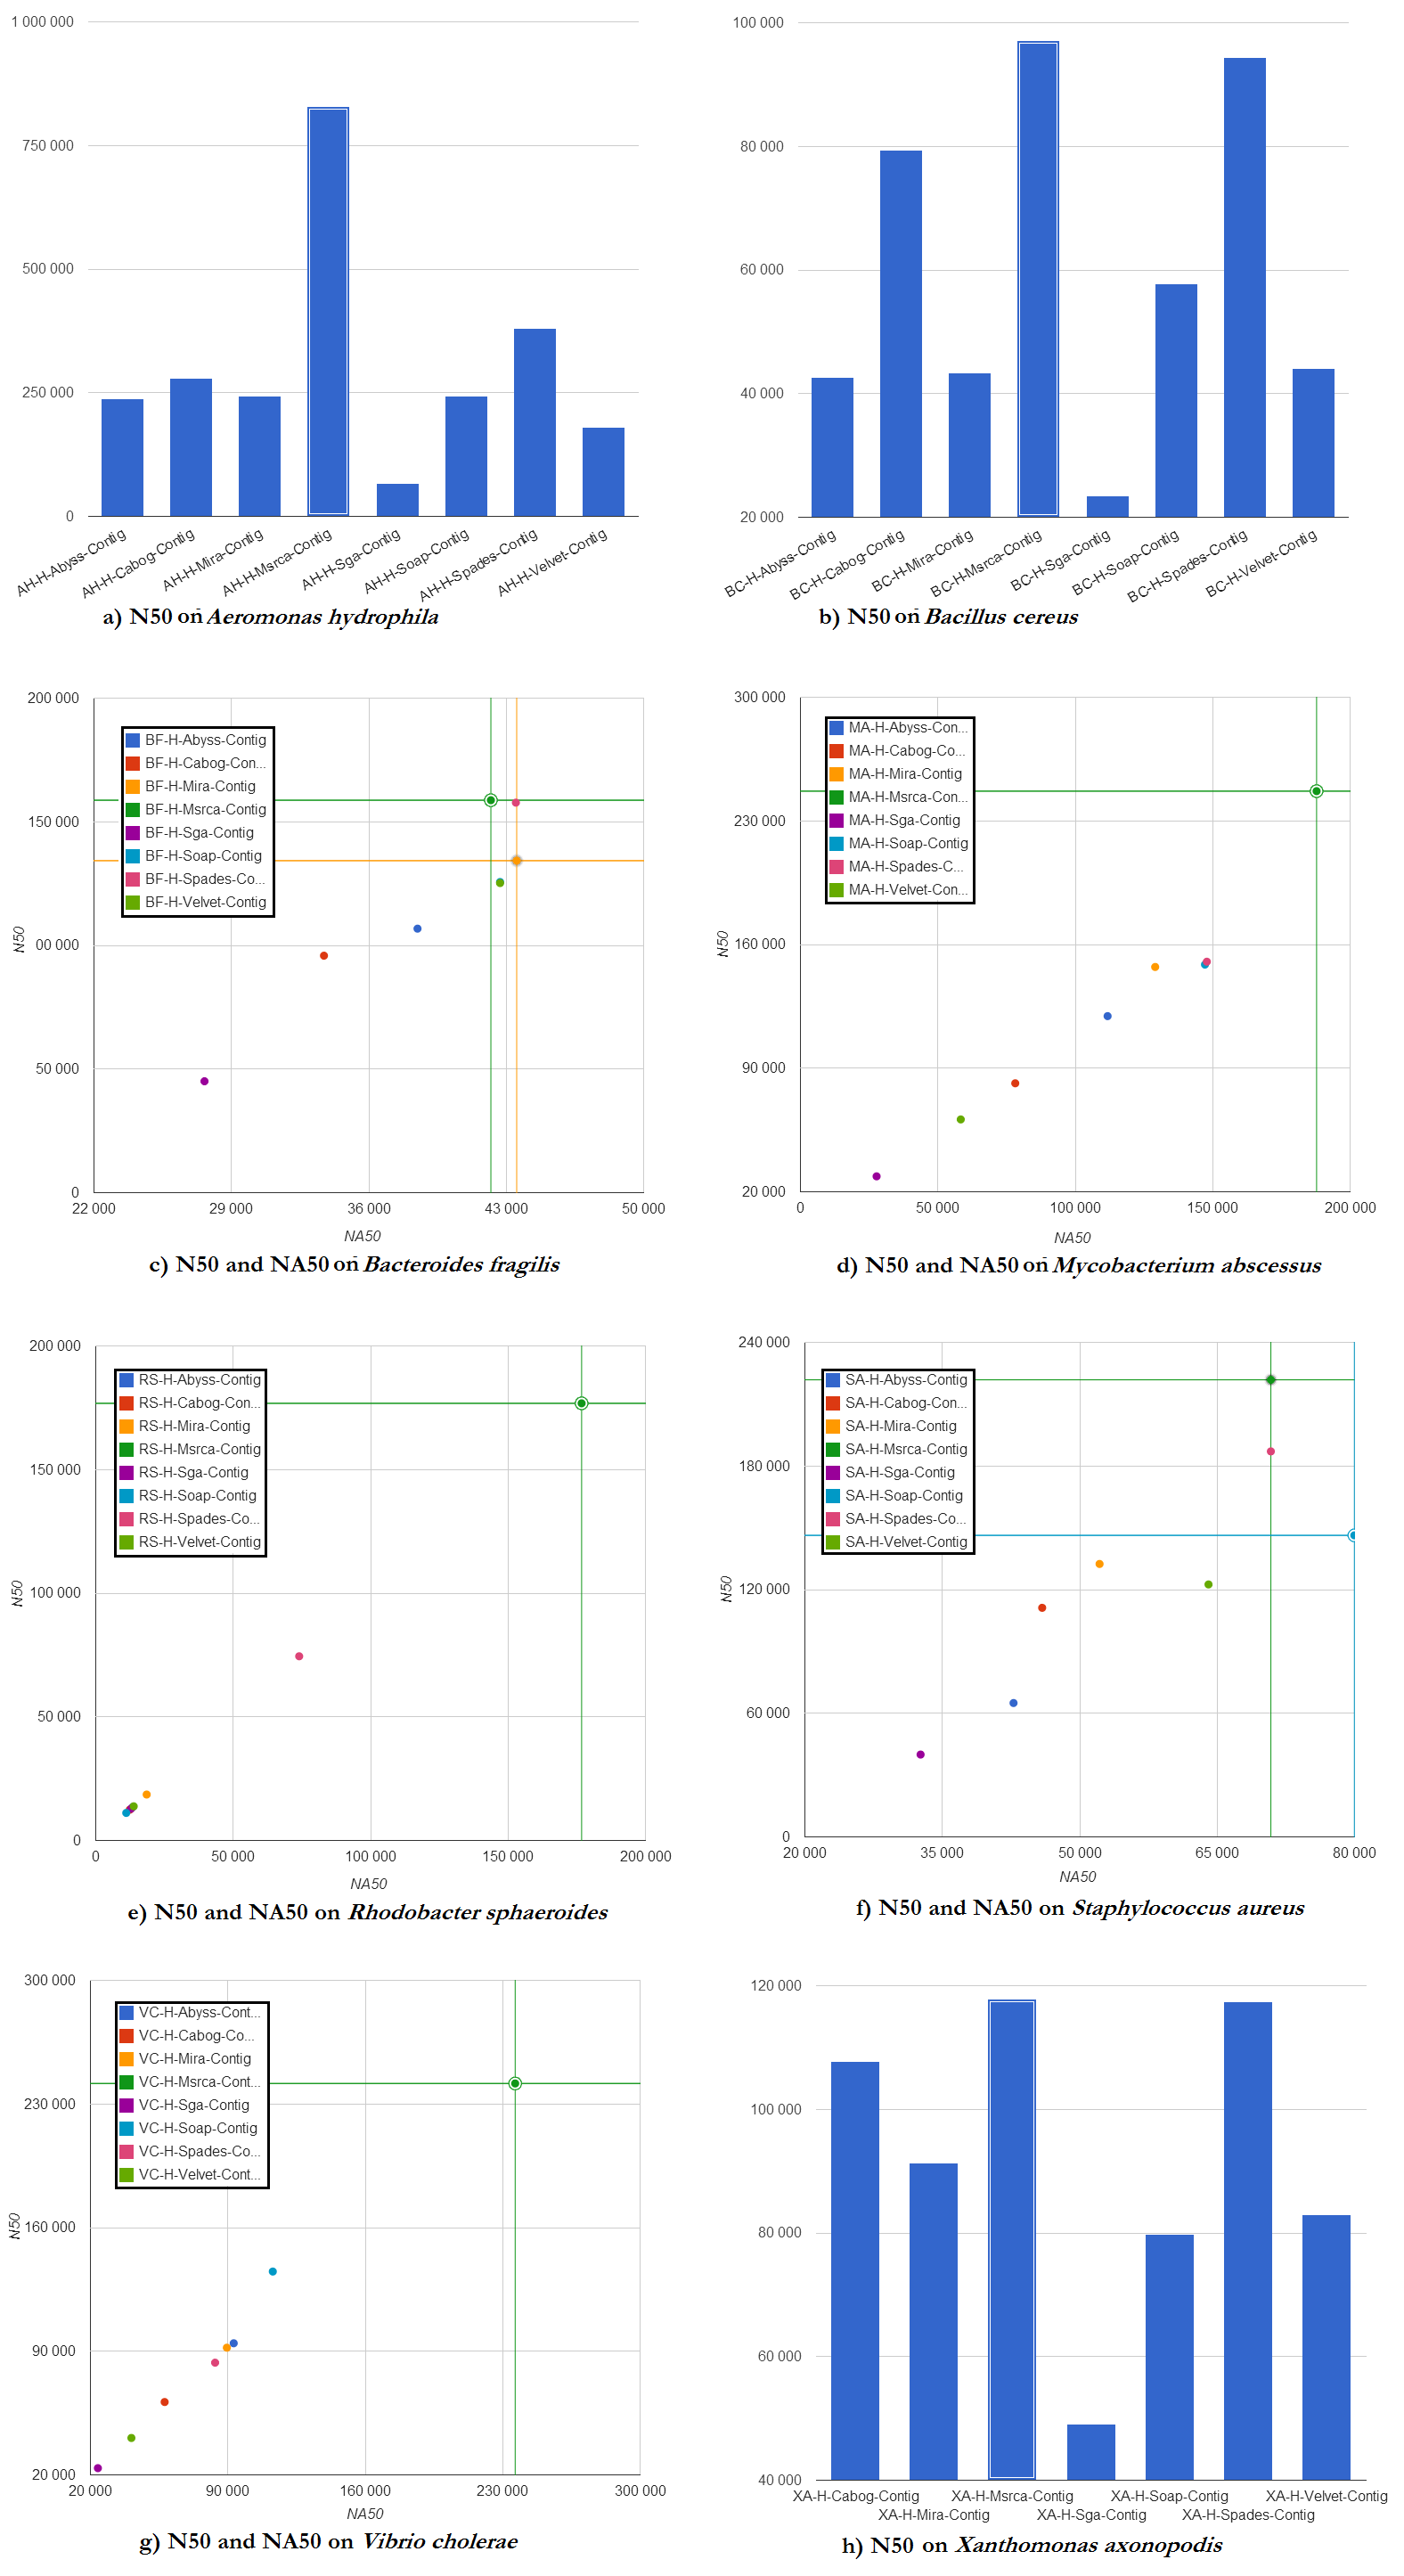 1 000 000
750 000
500 000
250 000
0
AH-H-Abyss-Contig
AH-H-Cabog-Contig
AH-H-Mira-Contig
AH-H-Msrca-Contig
AH-H-Sga-Contig
AH-H-Soap-Contig
AH-H-Spades-Contig
AH-H-Velvet-Contig
a) N50 on Aeromonas hydrophila
100 000
80 000
60 000
40 000
20 000
BC-H-Abyss-Contig
BC-H-Cabog-Contig
BC-H-Mira-Contig
BC-H-Msrca-Contig
BC-H-Sga-Contig
BC-H-Soap-Contig
BC-H-Spades-Contig
BC-H-Velvet-Contig
b) N50 on Bacillus cereus
200 000
150 000
00 000
50 000
0
N50
BF-H-Abyss-Contig
BF-H-Cabog-Con...
BF-H-Mira-Contig
BF-H-Msrca-Contig
BF-H-Sga-Contig
BF-H-Soap-Contig
BF-H-Spades-Co...
BF-H-Velvet-Contig
22 000 29 000 36 000 43 000 50 000
NA50
c) N50 and NA50 on Bacteroides fragilis
300 000
230 000
160 000
90 000
20 000
N50
MA-H-Abyss-Con...
MA-H-Cabog-Co...
MA-H-Mira-Contig
MA-H-Msrca-Con...
MA-H-Sga-Contig
MA-H-Soap-Contig
MA-H-Spades-C...
MA-H-Velvet-Con...
0 50 000 100 000 150 000 200 000
NA50
d) N50 and NA50 on Mycobacterium abscessus
200 000
150 000
100 000
50 000
0
N50
RS-H-Abyss-Contig
RS-H-Cabog-Con...
RS-H-Mira-Contig
RS-H-Msrca-Contig
RS-H-Sga-Contig
RS-H-Soap-Contig
RS-H-Spades-Co...
RS-H-Velvet-Contig
0 50 000 100 000 150 000 200 000
NA50
e) N50 and NA50 on Rhodobacter sphaeroides
240 000
180 000
120 000
60 000
0
N50
SA-H-Abyss-Contig
SA-H-Cabog-Con...
SA-H-Mira-Contig
SA-H-Msrca-Contig
SA-H-Sga-Contig
SA-H-Soap-Contig
SA-H-Spades-Co...
SA-H-Velvet-Contig
20 000 35 000 50 000 65 000 80 000
NA50
f) N50 and NA50 on Staphylococcus aureus
300 000
230 000
160 000
90 000
20 000
N50
VC-H-Abyss-Cont...
VC-H-Cabog-Co...
VC-H-Mira-Contig
VC-H-Msrca-Cont...
VC-H-Sga-Contig
VC-H-Soap-Contig
VC-H-Spades-Co...
VC-H-Velvet-Cont...
20 000 90 000 160 000 230 000 300 000
NA50
g) N50 and NA50 on Vibrio cholerae
120 000
100 000
80 000
60 000
40 000
XA-H-Cabog-Contig XA-H-Msrca-Contig XA-H-Soap-Contig XA-H-Velvet-Contig
XA-H-Mira-Contig XA-H-Sga-Contig XA-H-Spades-Contig
h) N50 on Xanthomonas axonopodis